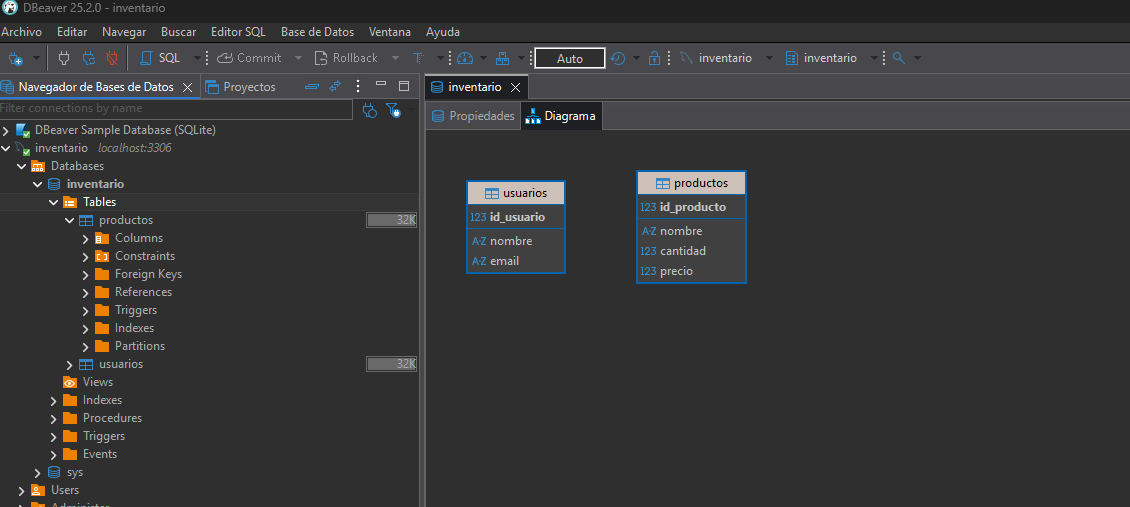 DBeaver 25.2.0 - inventario
Archivo Editar Navegar Buscar Editor SQL Base de Datos Ventana Ayuda
SQL Commit Rollback T Auto inventario inventario
Navegador de Bases de Datos Proyectos
Filter connections by name
DBeaver Sample Database (SQLite)
inventario localhost:3306
Databases
inventario
Tables
productos 32K
Columns
Constraints
Foreign Keys
References
Triggers
Indexes
Partitions
usuarios 32K
Views
Indexes
Procedures
Triggers
Events
sys
Users
Administer
inventario
Propiedades Diagrama
usuarios
123 id_usuario
A-Z nombre
A-Z email
productos
123 id_producto
A-Z nombre
123 cantidad
123 precio